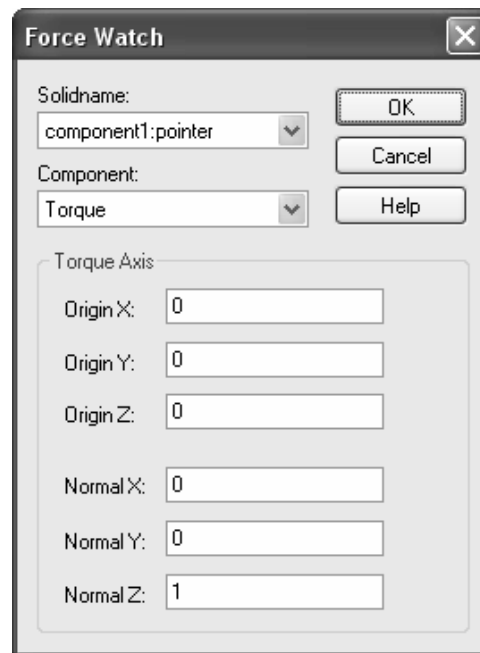 Force Watch
Solidname:
component1:pointer
OK
Cancel
Component:
Torque
Help
Torque Axis
Origin X: 0
Origin Y: 0
Origin Z: 0
Normal X: 0
Normal Y: 0
Normal Z: 1